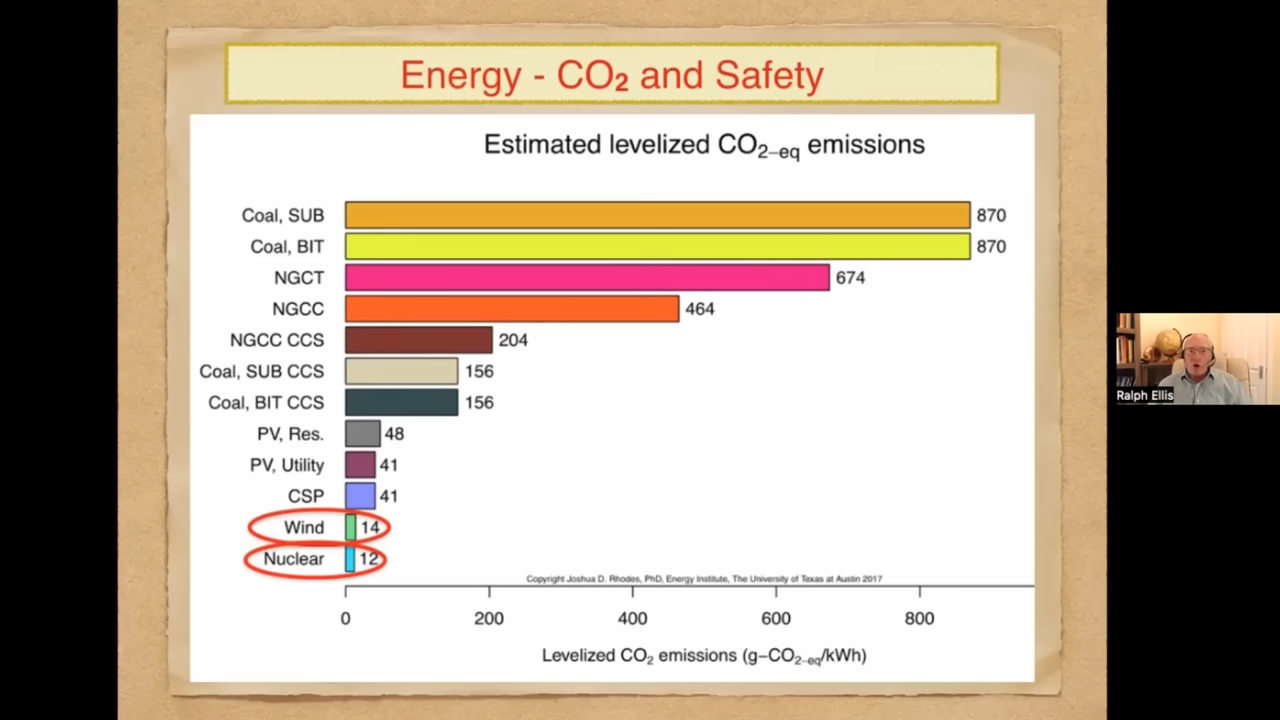 Energy - CO₂ and Safety
Estimated levelized CO₂₋eq emissions
Coal, SUB 870
Coal, BIT 870
NGCT 674
NGCC 464
NGCC CCS 204
Coal, SUB CCS 156
Coal, BIT CCS 156
PV, Res. 48
PV, Utility 41
CSP 41
Wind 14
Nuclear 12
Copyright Joshua D. Rhodes, PhD, Energy Institute, The University of Texas at Austin 2017
0 200 400 600 800
Levelized CO₂ emissions (g−CO₂₋eq/kWh)
Ralph Ellis